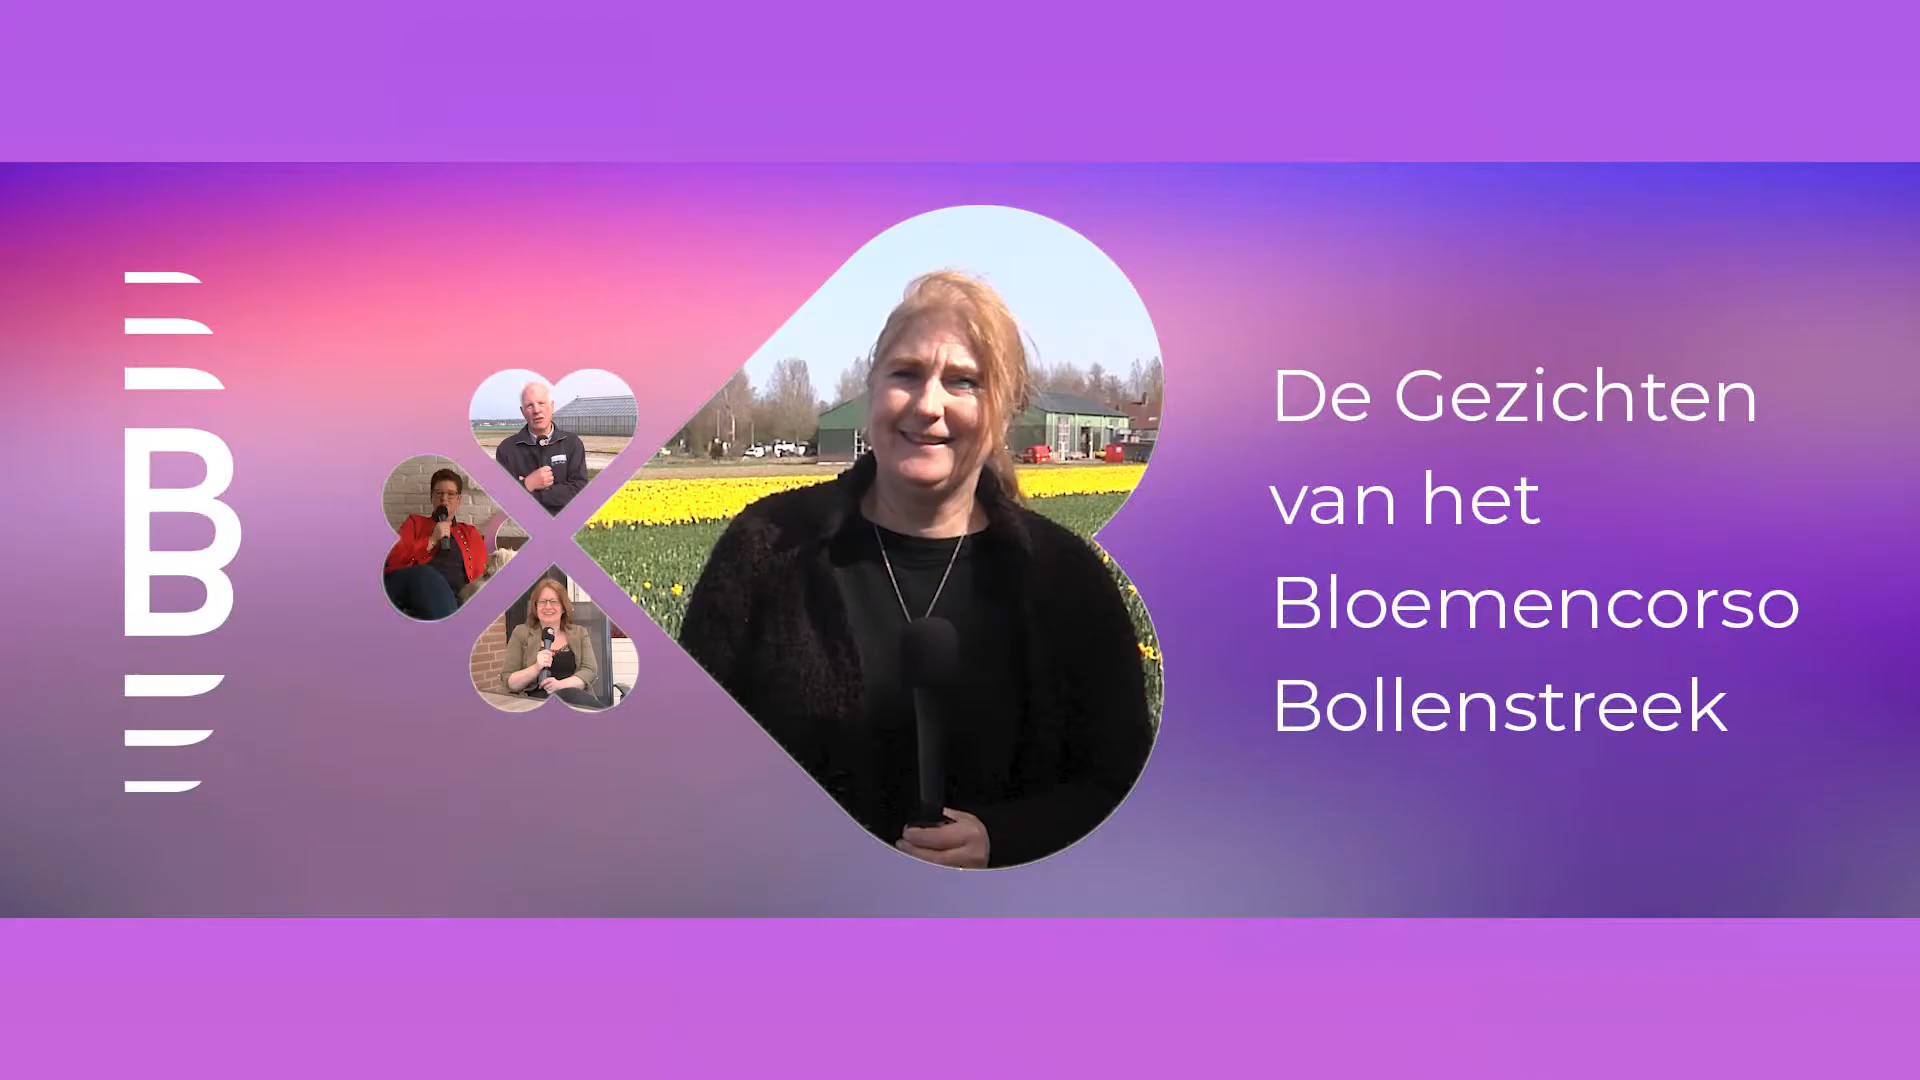 B
De Gezichten
van het
Bloemencorso
Bollenstreek